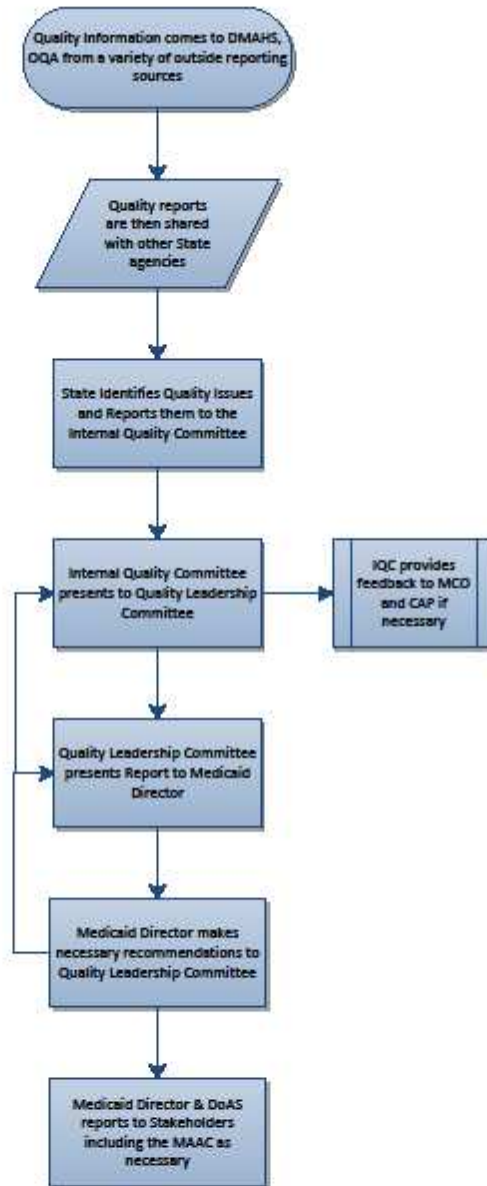 Quality Information comes to DMAHS,
OQA from a variety of outside reporting
sources
Quality reports
are then shared
with other State
agencies
State Identifies Quality Issues
and Reports them to the
Internal Quality Committee
Internal Quality Committee
presents to Quality Leadership
Committee
IQC provides
feedback to MCO
and CAP if
necessary
Quality Leadership Committee
presents Report to Medicaid
Director
Medicaid Director makes
necessary recommendations to
Quality Leadership Committee
Medicaid Director & DoAS
reports to Stakeholders
including the MAAC as
necessary